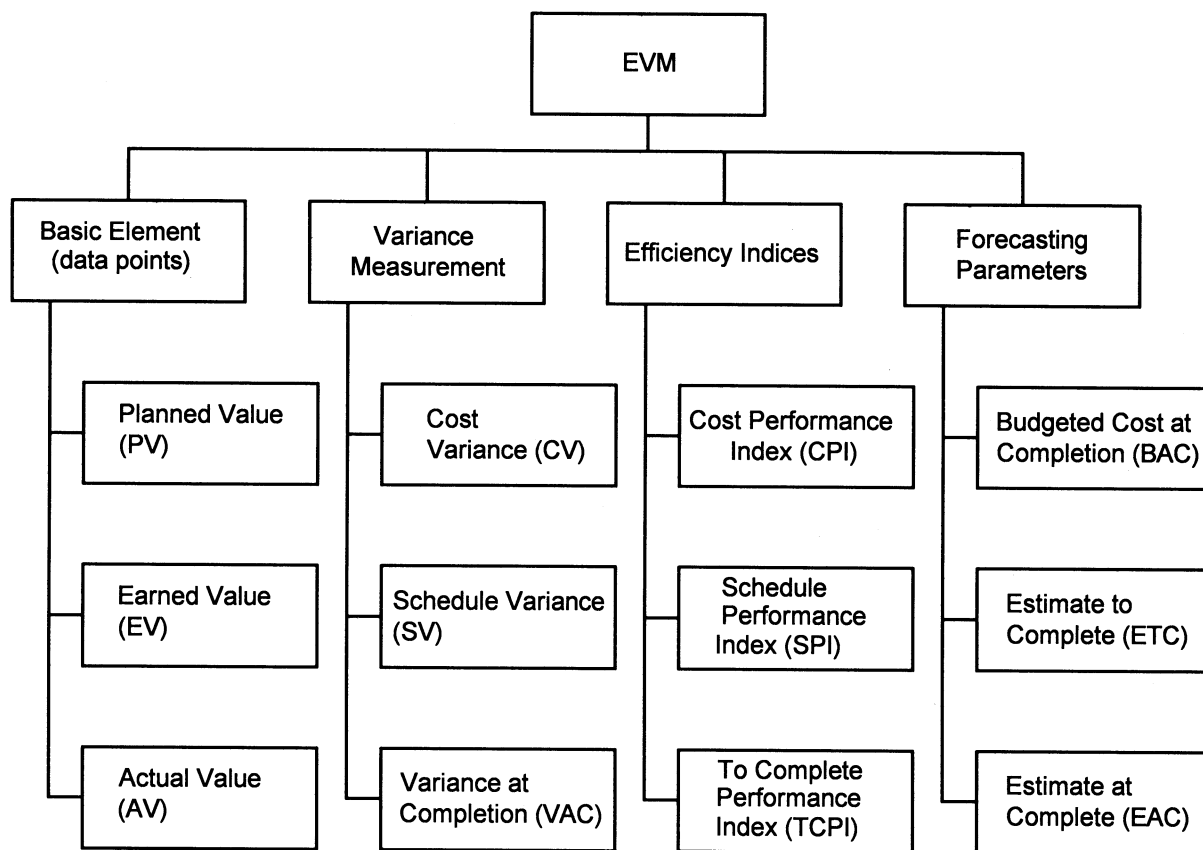 EVM
Basic Element
(data points)
Variance
Measurement
Efficiency Indices
Forecasting
Parameters
Planned Value
(PV)
Cost
Variance (CV)
Cost Performance
Index (CPI)
Budgeted Cost at
Completion (BAC)
Earned Value
(EV)
Schedule Variance
(SV)
Schedule
Performance
Index (SPI)
Estimate to
Complete (ETC)
Actual Value
(AV)
Variance at
Completion (VAC)
To Complete
Performance
Index (TCPI)
Estimate at
Complete (EAC)